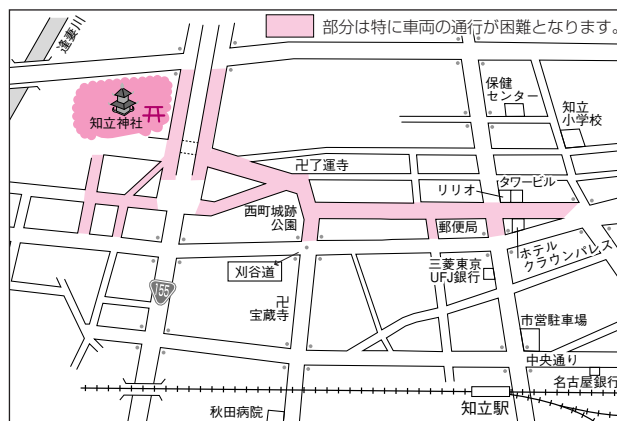 部分は特に車両の通行が困難となります。
逢妻川
保健
センター
知立
小学校
知立神社
卍了運寺
リリオ
タワービル
西町城跡
公園
郵便局
ホテル
クラウンパレス
刈谷道
三菱東京
UFJ銀行
155
卍
宝蔵寺
市営駐車場
中央通り
名古屋銀行
秋田病院
知立駅